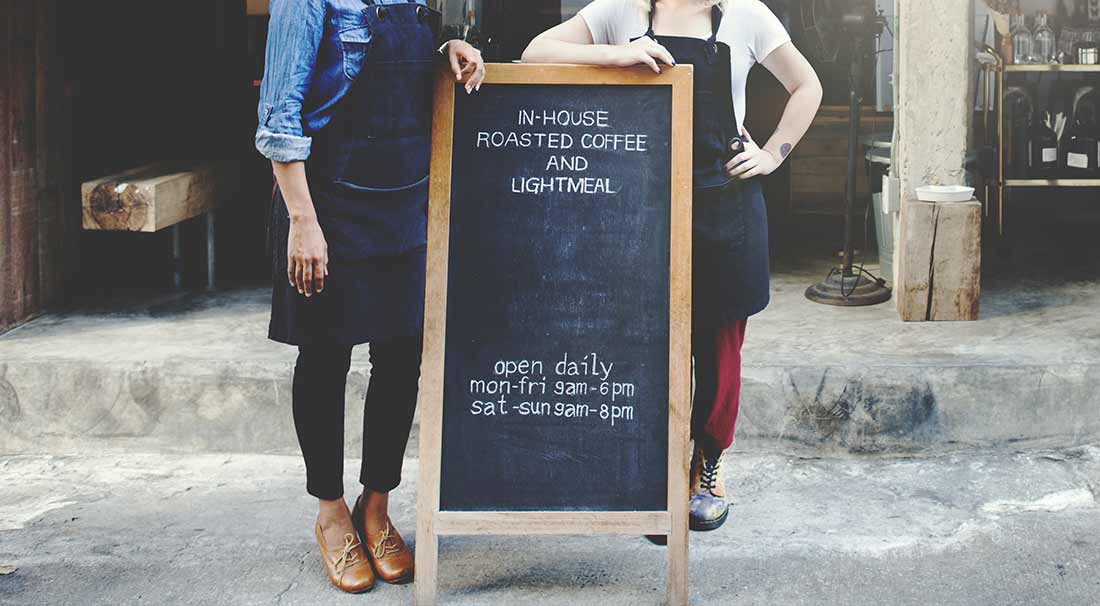 IN-HOUSE
ROASTED COFFEE
AND
LIGHTMEAL
open daily
mon-fri 9am-6pm
sat-sun 9am-8pm